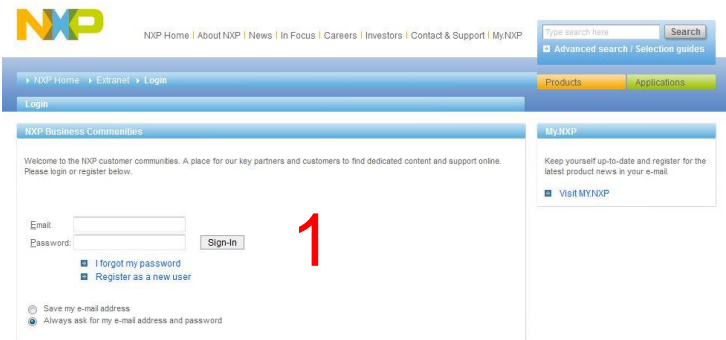 NXP
NXP Home | About NXP | News | In Focus | Careers | Investors | Contact & Support | My.NXP
Type search here
Search
Advanced search / Selection guides
NXP Home Extranet Login
Products
Applications
Login
NXP Business Communities
Welcome to the NXP customer communities. A place for our key partners and customers to find dedicated content and support online.
Please login or register below.
Email:
Password:
Sign-In
I forgot my password
Register as a new user
Save my e-mail address
Always ask for my e-mail address and password
1
My.NXP
Keep yourself up-to-date and register for the
latest product news in your e-mail.
Visit MY.NXP